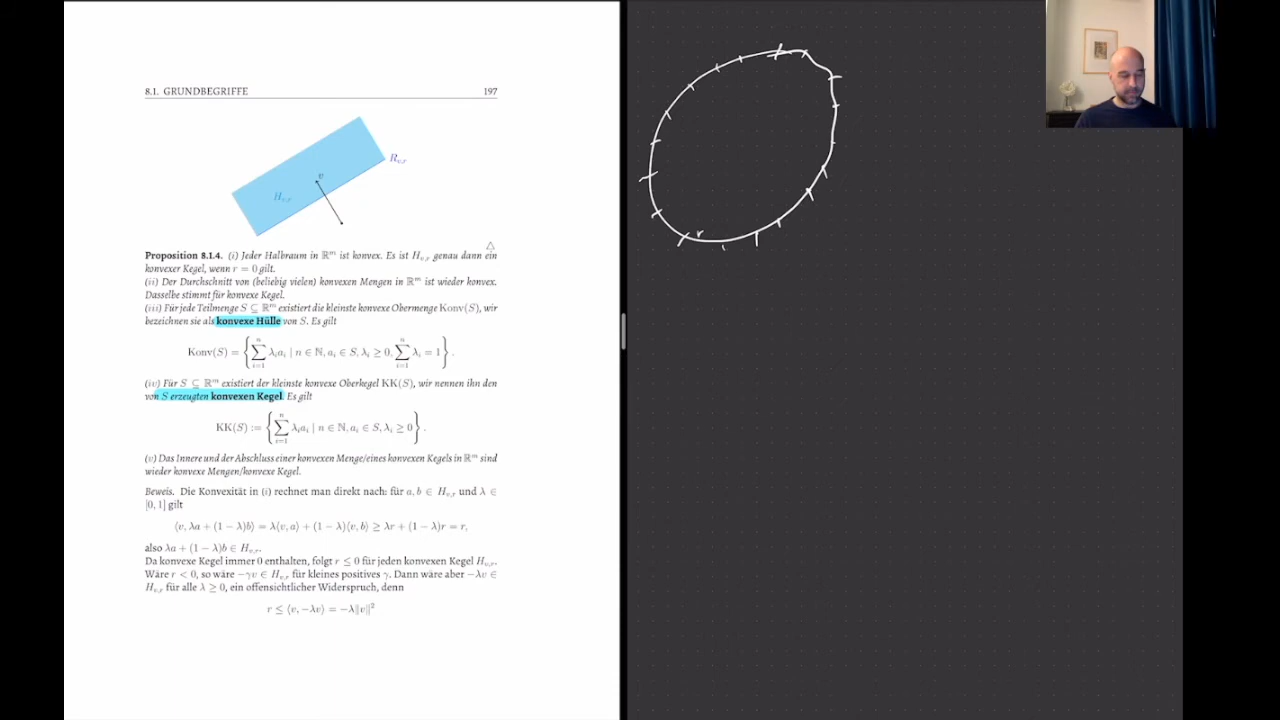 8.1. GRUNDBEGRIFFE 197
R_{v,r}
v
H_{v,r}
△
Proposition 8.1.4. (i) Jeder Halbraum in ℝ^m ist konvex. Es ist H_{v,r} genau dann ein
konvexer Kegel, wenn r = 0 gilt.
(ii) Der Durchschnitt von (beliebig vielen) konvexen Mengen in ℝ^m ist wieder konvex.
Dasselbe stimmt für konvexe Kegel.
(iii) Für jede Teilmenge S ⊆ ℝ^m existiert die kleinste konvexe Obermenge Konv(S), wir
bezeichnen sie als konvexe Hülle von S. Es gilt
Konv(S) = { ∑_{i=1}^{n} λ_i a_i | n ∈ ℕ, a_i ∈ S, λ_i ≥ 0, ∑_{i=1}^{n} λ_i = 1 } .
(iv) Für S ⊆ ℝ^m existiert der kleinste konvexe Oberkegel KK(S), wir nennen ihn den
von S erzeugten konvexen Kegel. Es gilt
KK(S) := { ∑_{i=1}^{n} λ_i a_i | n ∈ ℕ, a_i ∈ S, λ_i ≥ 0 } .
(v) Das Innere und der Abschluss einer konvexen Menge/eines konvexen Kegels in ℝ^m sind
wieder konvexe Mengen/konvexe Kegel.
Beweis. Die Konvexität in (i) rechnet man direkt nach: für a, b ∈ H_{v,r} und λ ∈
[0, 1] gilt
⟨v, λa + (1 − λ)b⟩ = λ⟨v, a⟩ + (1 − λ)⟨v, b⟩ ≥ λr + (1 − λ)r = r,
also λa + (1 − λ)b ∈ H_{v,r}.
Da konvexe Kegel immer 0 enthalten, folgt r ≤ 0 für jeden konvexen Kegel H_{v,r}.
Wäre r < 0, so wäre −γv ∈ H_{v,r} für kleines positives γ. Dann wäre aber −λv ∈
H_{v,r} für alle λ ≥ 0, ein offensichtlicher Widerspruch, denn
r ≤ ⟨v, −λv⟩ = −λ‖v‖²